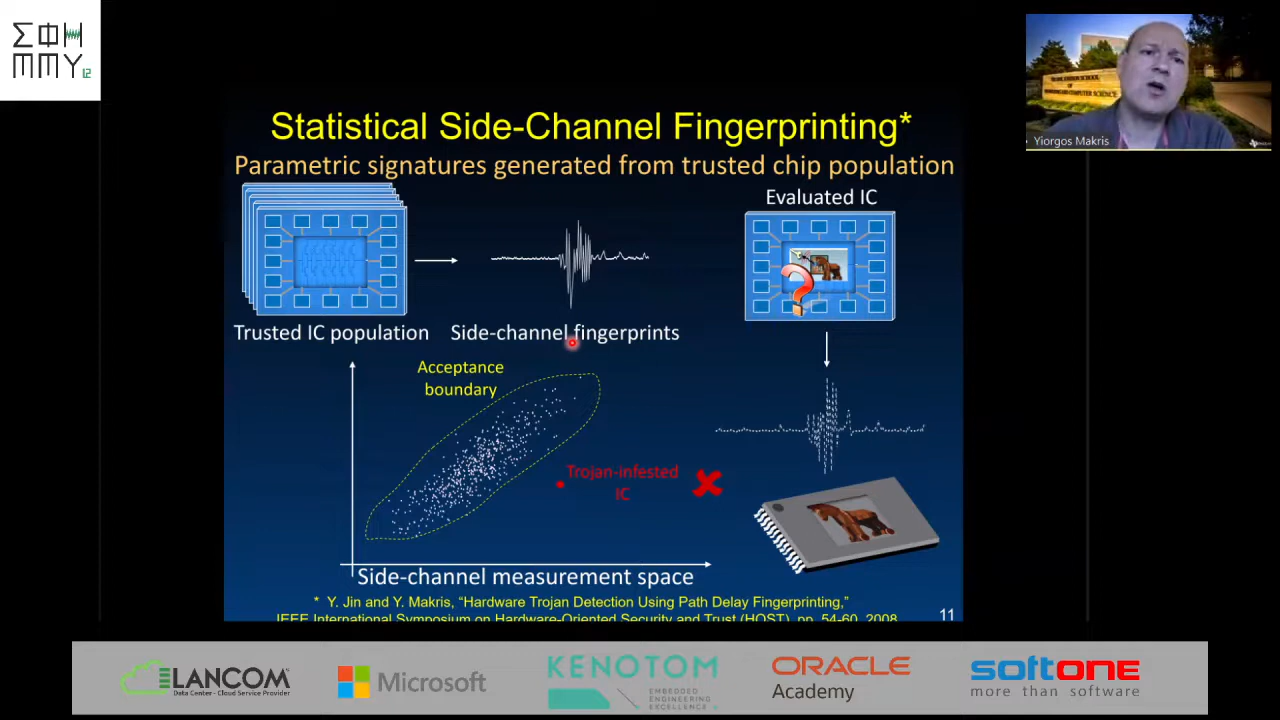 ΣΦΗ
ΜΜΥ 12
Yiorgos Makris
Statistical Side-Channel Fingerprinting*
Parametric signatures generated from trusted chip population
Evaluated IC
?
Trusted IC population
Side-channel fingerprints
Acceptance
boundary
Trojan-infested
IC
Side-channel measurement space
* Y. Jin and Y. Makris, “Hardware Trojan Detection Using Path Delay Fingerprinting,”
IEEE International Symposium on Hardware-Oriented Security and Trust (HOST), pp. 54-60, 2008
11
LANCOM
Data Center - Cloud Service Provider
Microsoft
KENOTOM
EMBEDDED
ENGINEERING
EXCELLENCE
ORACLE
Academy
softONE
more than software